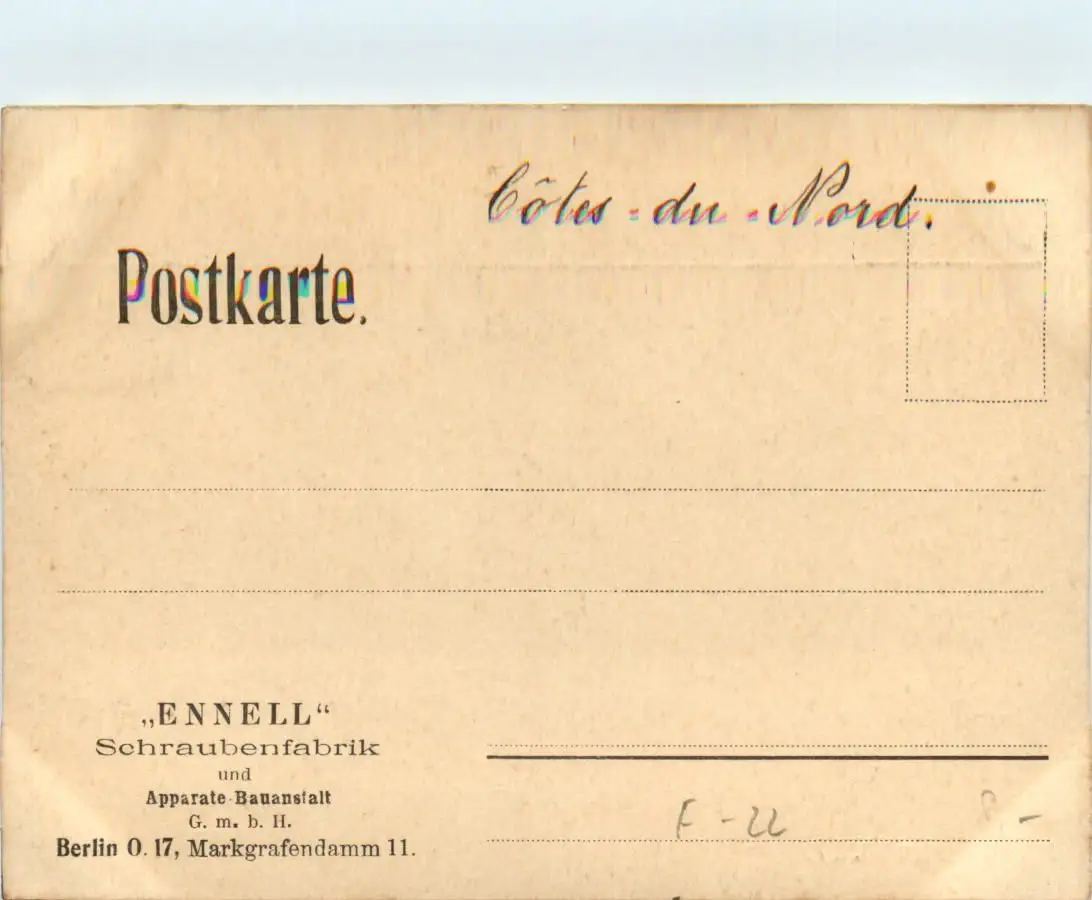 Côtes-du-Nord.
Postkarte.
„ENNELL“
Schraubenfabrik
und
Apparate-Bauanstalt
G. m. b. H.
Berlin O. 17, Markgrafendamm 11.
F-22